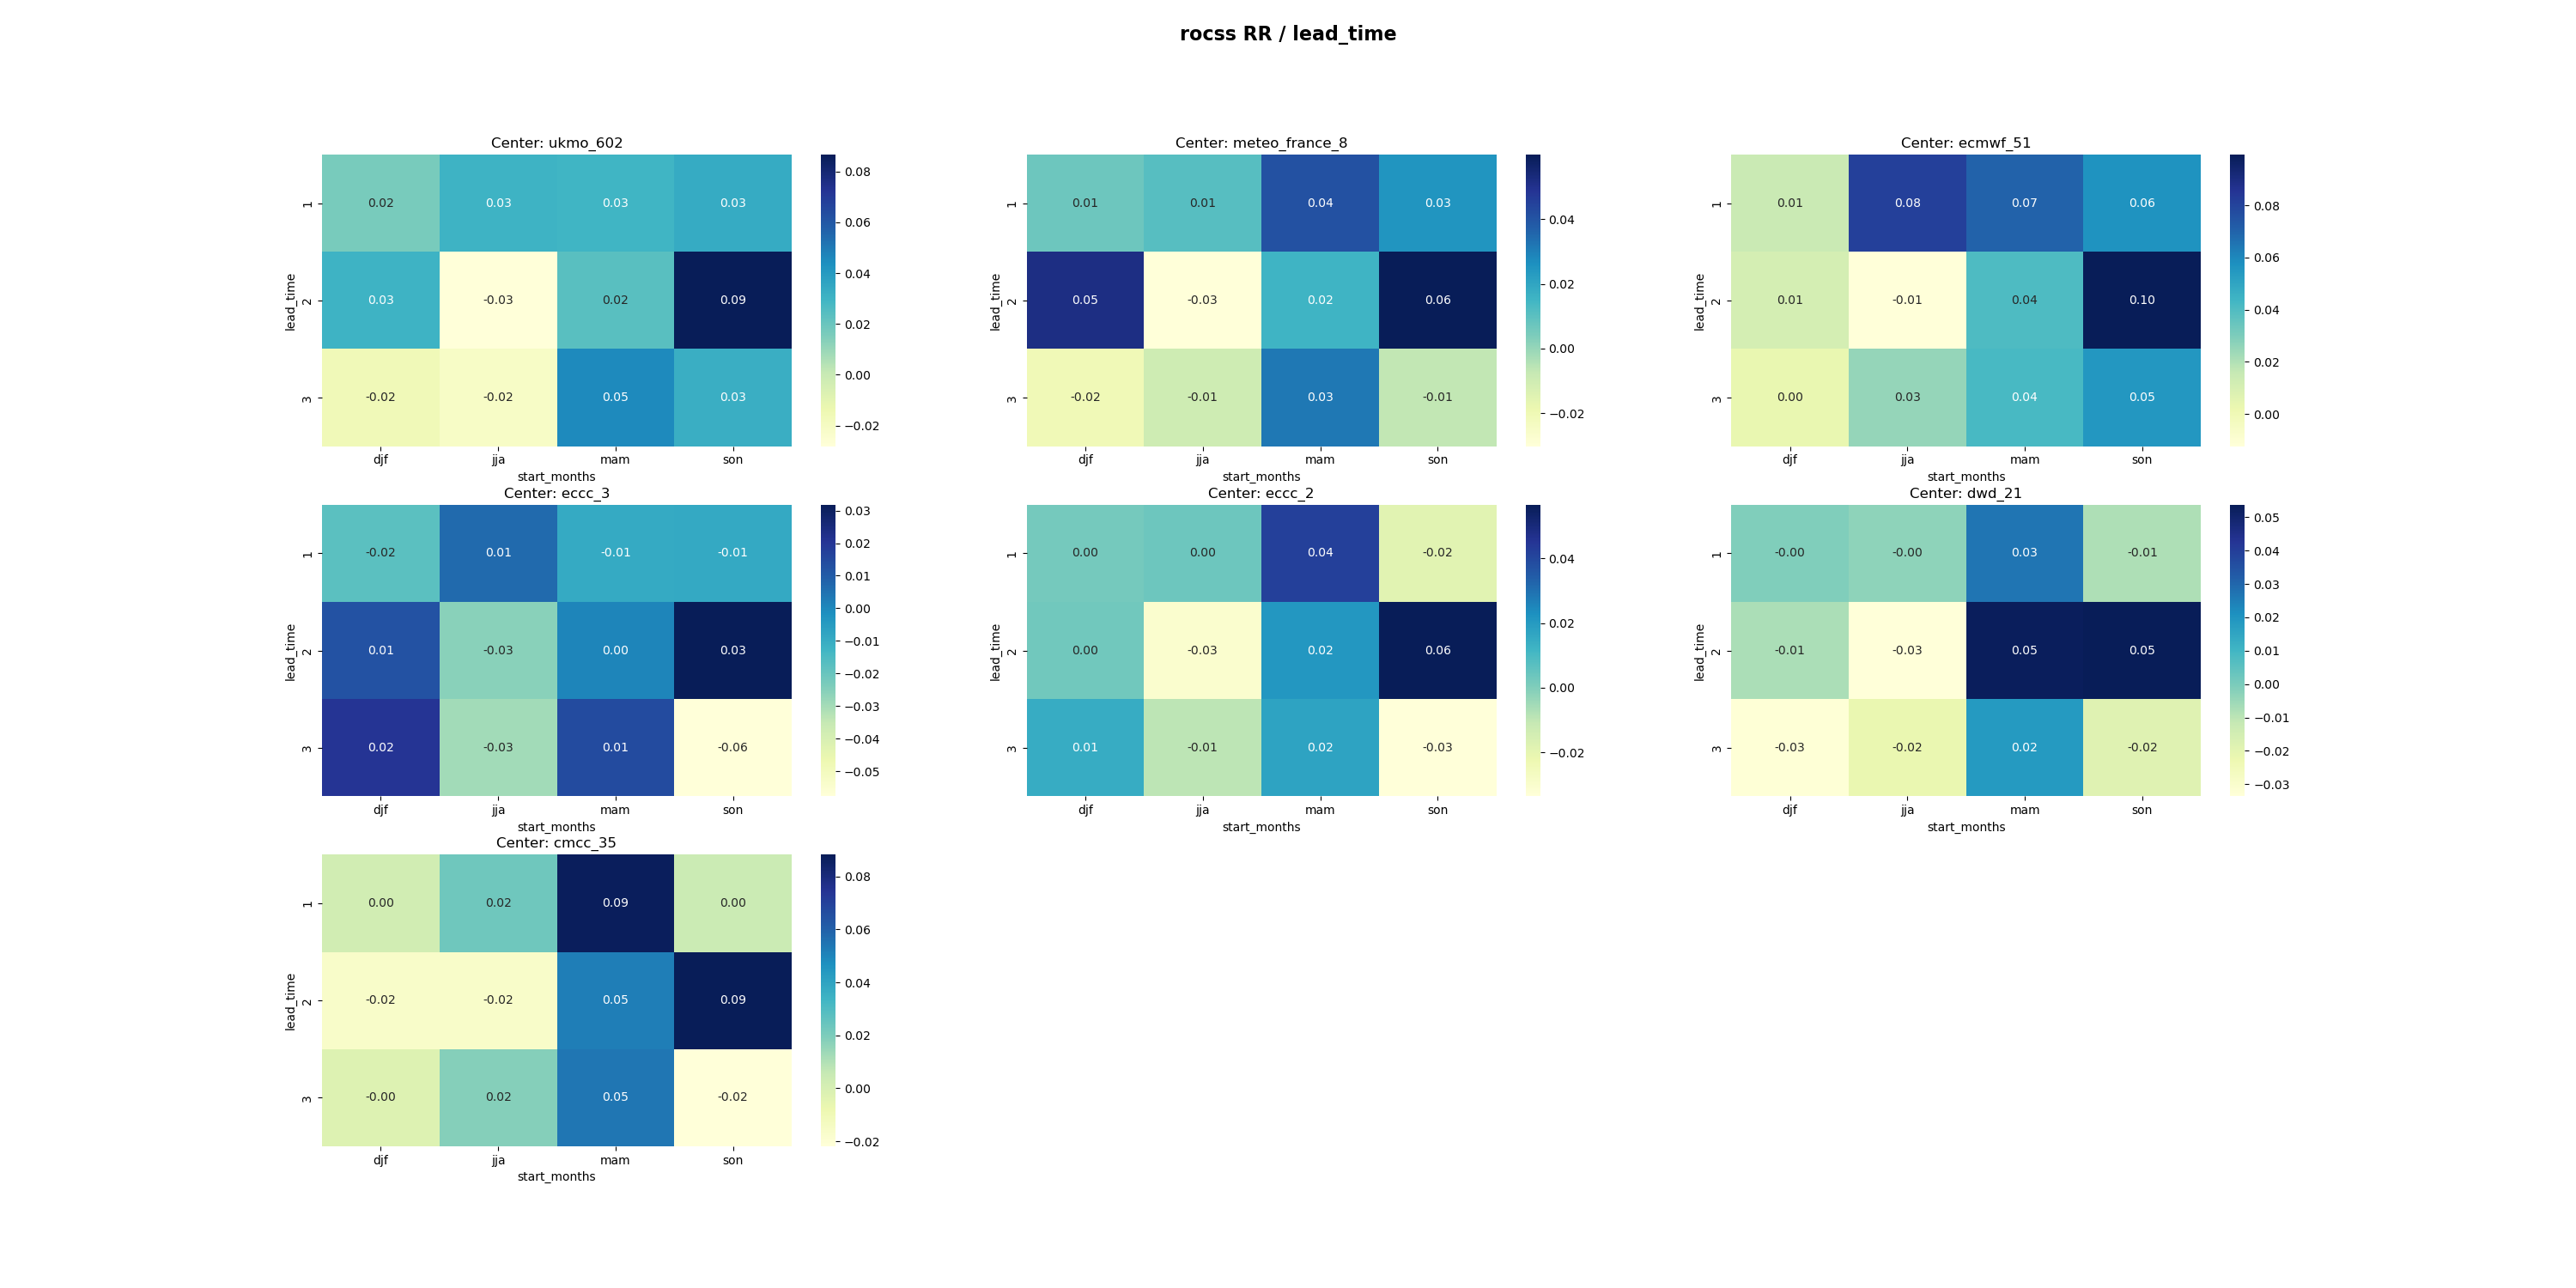 rocss RR / lead_time
Center: ukmo_602
lead_time
1
0.02 0.03 0.03 0.03
2
0.03 -0.03 0.02 0.09
3
-0.02 -0.02 0.05 0.03
djf jja mam son
start_months
0.08
0.06
0.04
0.02
0.00
−0.02
Center: meteo_france_8
lead_time
1
0.01 0.01 0.04 0.03
2
0.05 -0.03 0.02 0.06
3
-0.02 -0.01 0.03 -0.01
djf jja mam son
start_months
0.04
0.02
0.00
−0.02
Center: ecmwf_51
lead_time
1
0.01 0.08 0.07 0.06
2
0.01 -0.01 0.04 0.10
3
0.00 0.03 0.04 0.05
djf jja mam son
start_months
0.08
0.06
0.04
0.02
0.00
Center: eccc_3
lead_time
1
-0.02 0.01 -0.01 -0.01
2
0.01 -0.03 0.00 0.03
3
0.02 -0.03 0.01 -0.06
djf jja mam son
start_months
0.03
0.02
0.01
0.00
−0.01
−0.02
−0.03
−0.04
−0.05
Center: eccc_2
lead_time
1
0.00 0.00 0.04 -0.02
2
0.00 -0.03 0.02 0.06
3
0.01 -0.01 0.02 -0.03
djf jja mam son
start_months
0.04
0.02
0.00
−0.02
Center: dwd_21
lead_time
1
-0.00 -0.00 0.03 -0.01
2
-0.01 -0.03 0.05 0.05
3
-0.03 -0.02 0.02 -0.02
djf jja mam son
start_months
0.05
0.04
0.03
0.02
0.01
0.00
−0.01
−0.02
−0.03
Center: cmcc_35
lead_time
1
0.00 0.02 0.09 0.00
2
-0.02 -0.02 0.05 0.09
3
-0.00 0.02 0.05 -0.02
djf jja mam son
start_months
0.08
0.06
0.04
0.02
0.00
−0.02